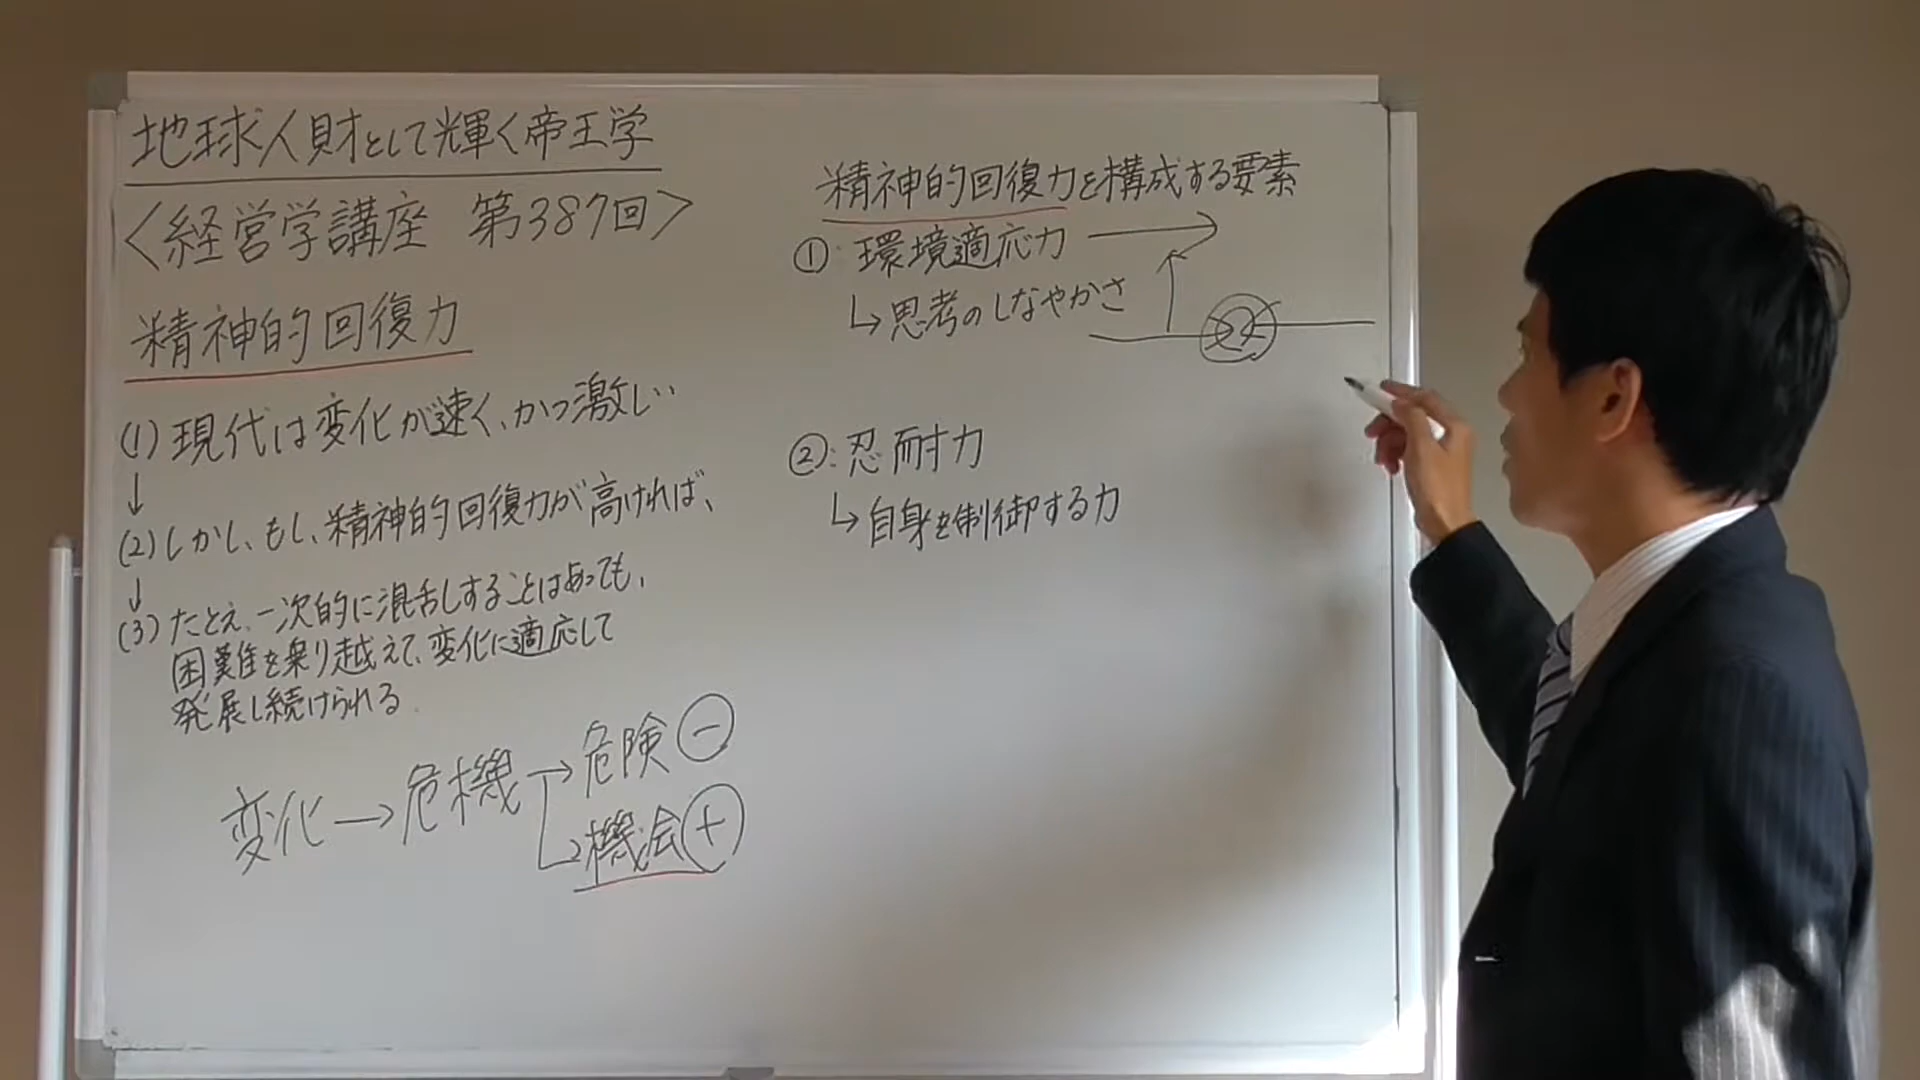 地球人財として輝く帝王学
〈経営学講座 第387回〉
精神的回復力
(1) 現代は変化が速く、かつ激しい
↓
(2) しかし、もし、精神的回復力が高ければ、
↓
(3) たとえ、一次的に混乱しすることはあっても、
困難を乗り越えて、変化に適応して
発展し続けられる
変化→危機→危険⊖
→機会⊕
精神的回復力を構成する要素
①:環境適応力
↳思考のしなやかさ
②:忍耐力
↳自身を制御する力